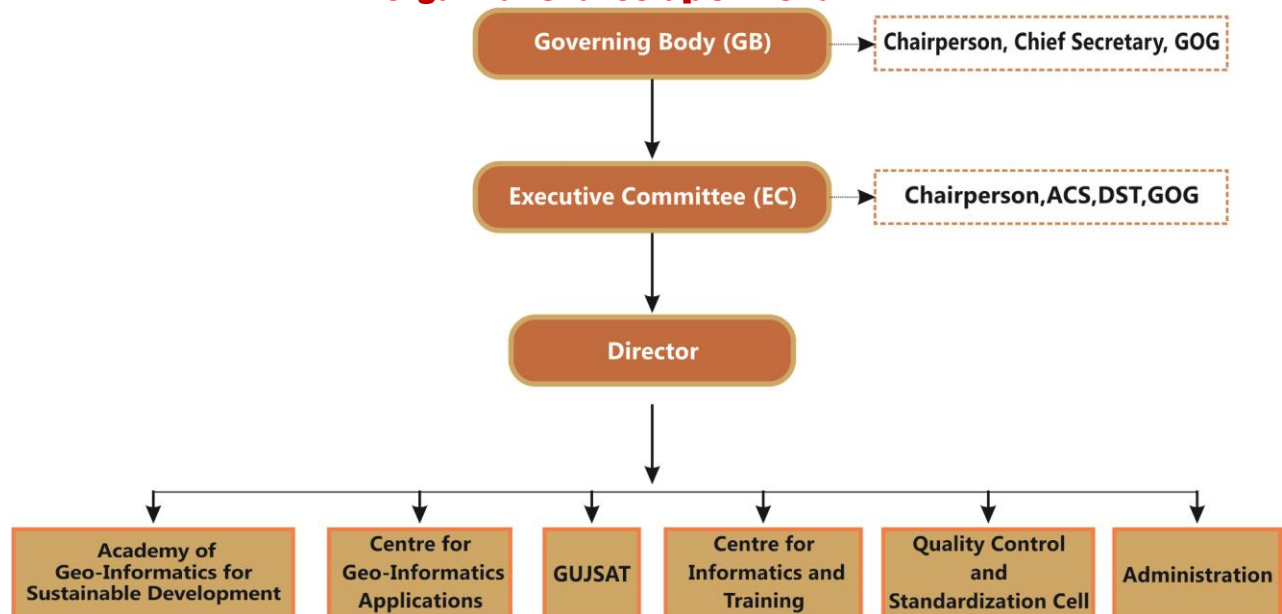 Governing Body (GB)
Chairperson, Chief Secretary, GOG
Executive Committee (EC)
Chairperson,ACS,DST,GOG
Director
Academy of
Geo-Informatics for
Sustainable Development
Centre for
Geo-Informatics
Applications
GUJSAT
Centre for
Informatics and
Training
Quality Control
and
Standardization Cell
Administration